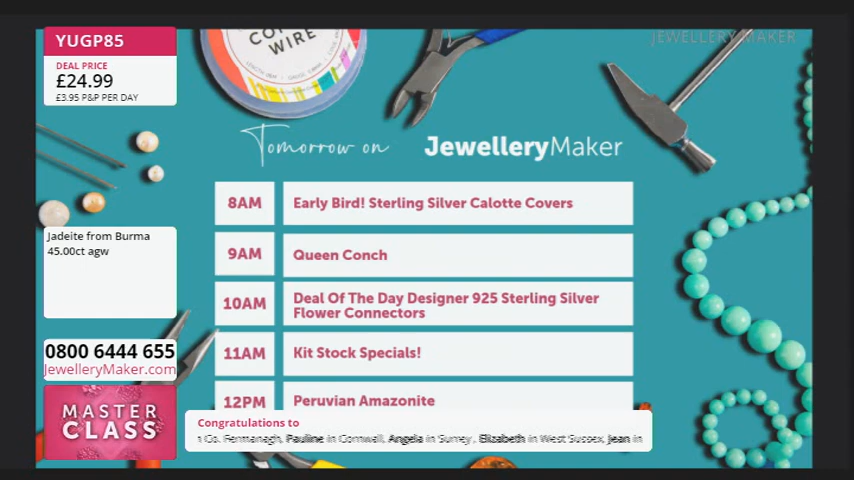 YUGP85
DEAL PRICE
£24.99
£3.95 P&P PER DAY
WIRE
JEWELLERY MAKER
Tomorrow on JewelleryMaker
8AM Early Bird! Sterling Silver Calotte Covers
9AM Queen Conch
10AM Deal Of The Day Designer 925 Sterling Silver
Flower Connectors
11AM Kit Stock Specials!
12PM Peruvian Amazonite
Jadeite from Burma
45.00ct agw
0800 6444 655
JewelleryMaker.com
MASTER
CLASS
Congratulations to
Co. Fermanagh, Pauline in Cornwall, Angela in Surrey, Elizabeth in West Sussex, Jean in